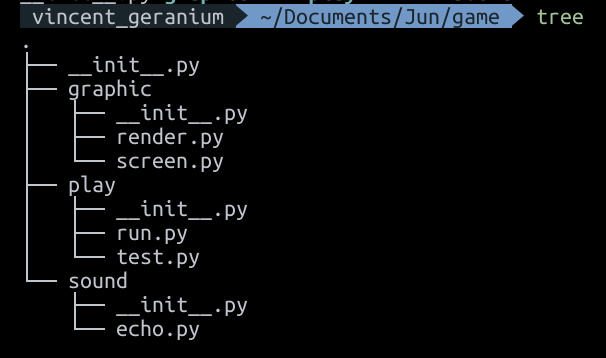 vincent_geranium ~/Documents/Jun/game tree
.
├── __init__.py
├── graphic
│   ├── __init__.py
│   ├── render.py
│   └── screen.py
├── play
│   ├── __init__.py
│   ├── run.py
│   └── test.py
└── sound
    ├── __init__.py
    └── echo.py